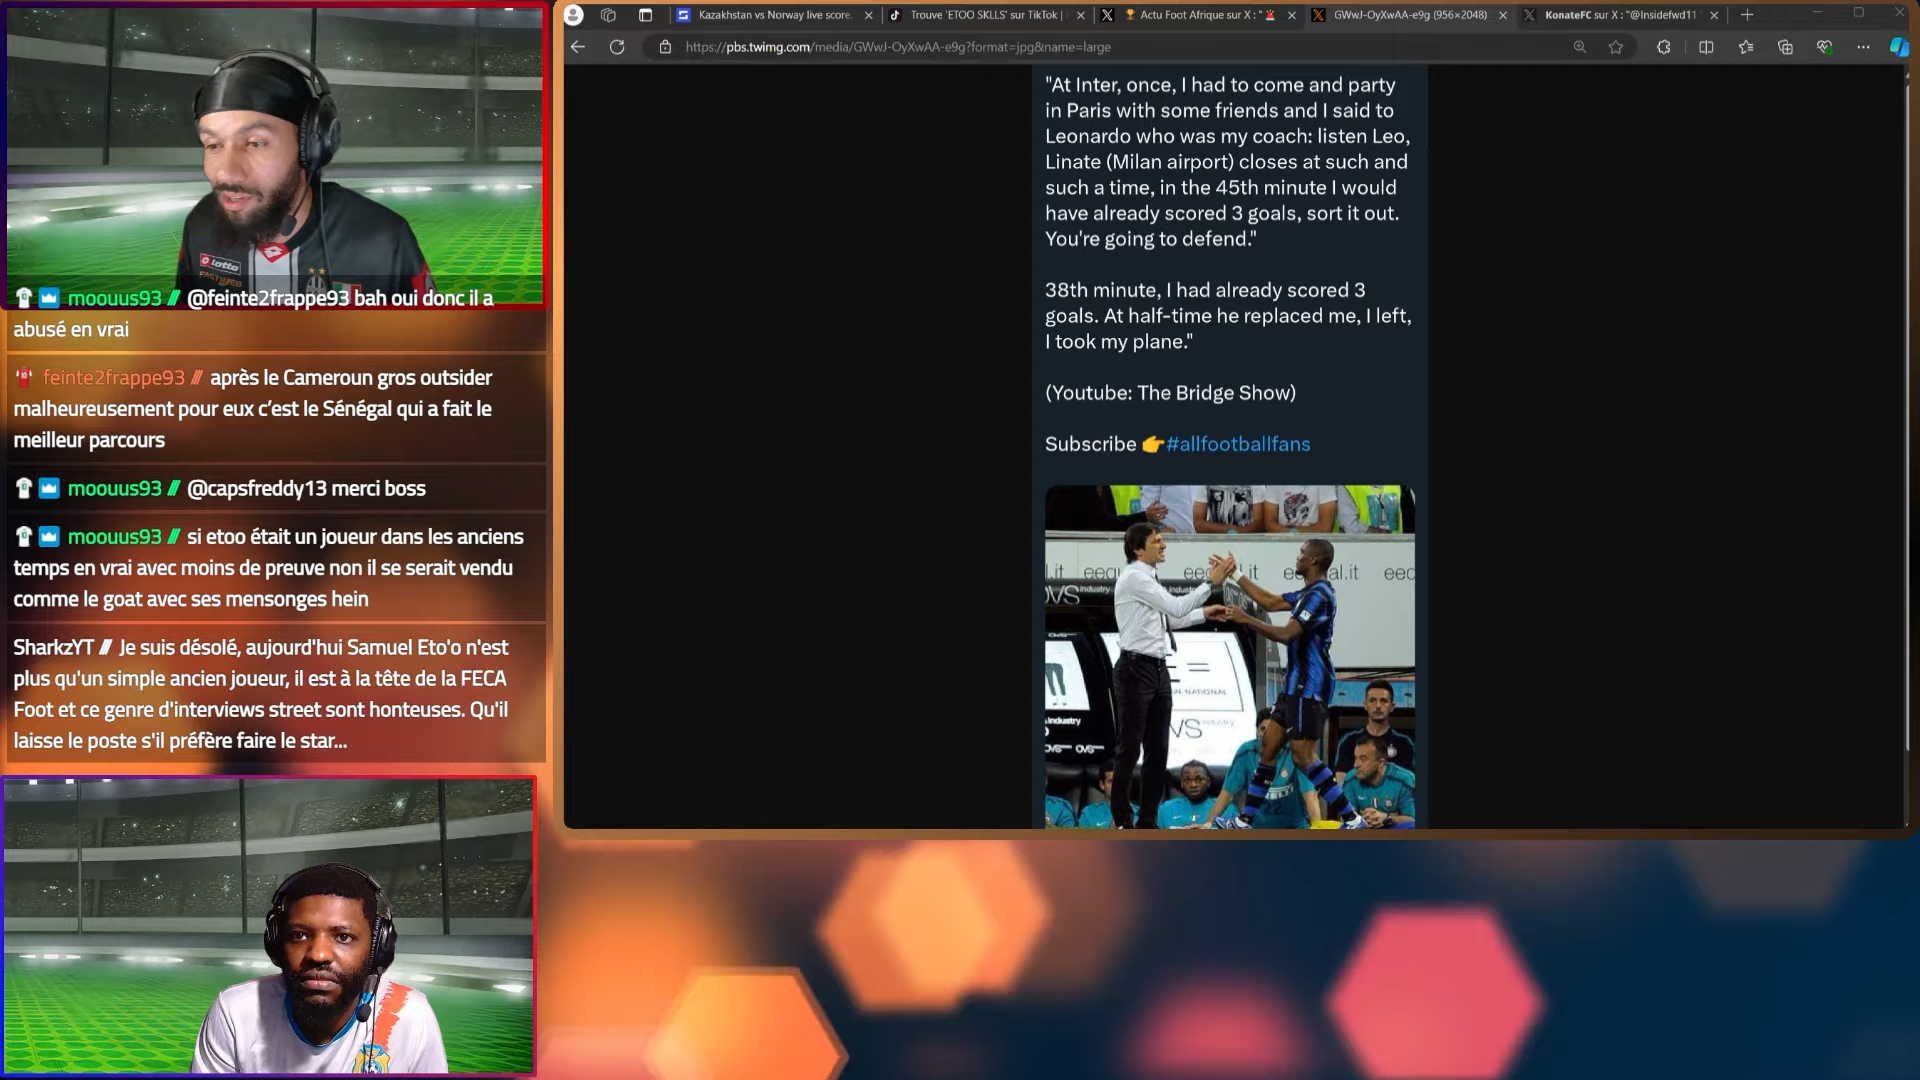 Kazakhstan vs Norway live score,
Trouve 'ETOO SKLLS' sur TikTok |
Actu Foot Afrique sur X : "🚨
GWwJ-OyXwAA-e9g (956×2048)
KonateFC sur X : "@Insidefwd11
https://pbs.twimg.com/media/GWwJ-OyXwAA-e9g?format=jpg&name=large
"At Inter, once, I had to come and party
in Paris with some friends and I said to
Leonardo who was my coach: listen Leo,
Linate (Milan airport) closes at such and
such a time, in the 45th minute I would
have already scored 3 goals, sort it out.
You're going to defend."
38th minute, I had already scored 3
goals. At half-time he replaced me, I left,
I took my plane."
(Youtube: The Bridge Show)
Subscribe 👉#allfootballfans
eequal.it
OVS industry
NATIONAL
lotto
FASTWEB
moouus93 // @feinte2frappe93 bah oui donc il a
abusé en vrai
feinte2frappe93 // après le Cameroun gros outsider
malheureusement pour eux c’est le Sénégal qui a fait le
meilleur parcours
moouus93 // @capsfreddy13 merci boss
moouus93 // si etoo était un joueur dans les anciens
temps en vrai avec moins de preuve non il se serait vendu
comme le goat avec ses mensonges hein
SharkzYT // Je suis désolé, aujourd'hui Samuel Eto'o n'est
plus qu'un simple ancien joueur, il est à la tête de la FECA
Foot et ce genre d'interviews street sont honteuses. Qu'il
laisse le poste s'il préfère faire le star...